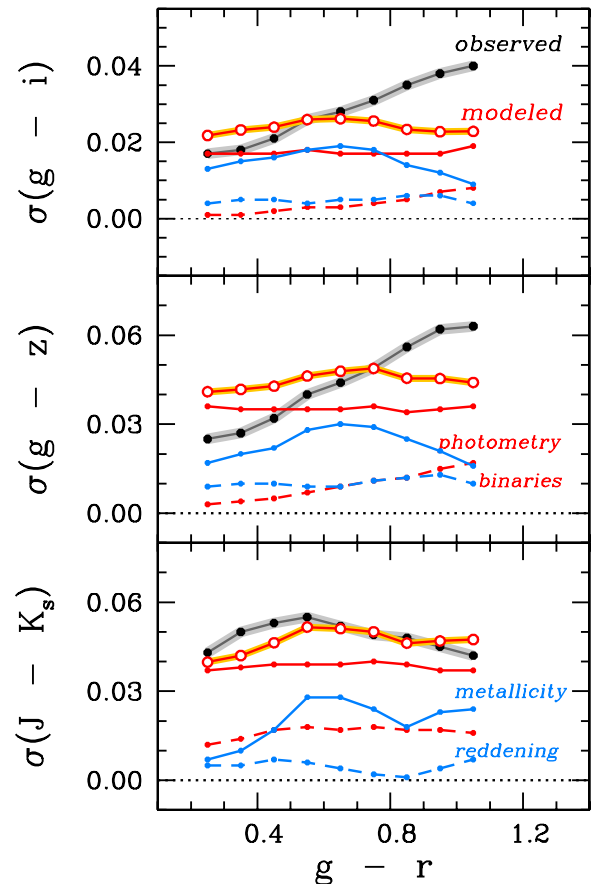 observed
modeled
0.04
0.02
0.00
σ(g − i)
0.06
0.03
0.00
σ(g − z)
photometry
binaries
0.06
0.03
0.00
σ(J − Kₛ)
metallicity
reddening
0.4 0.8 1.2
g − r